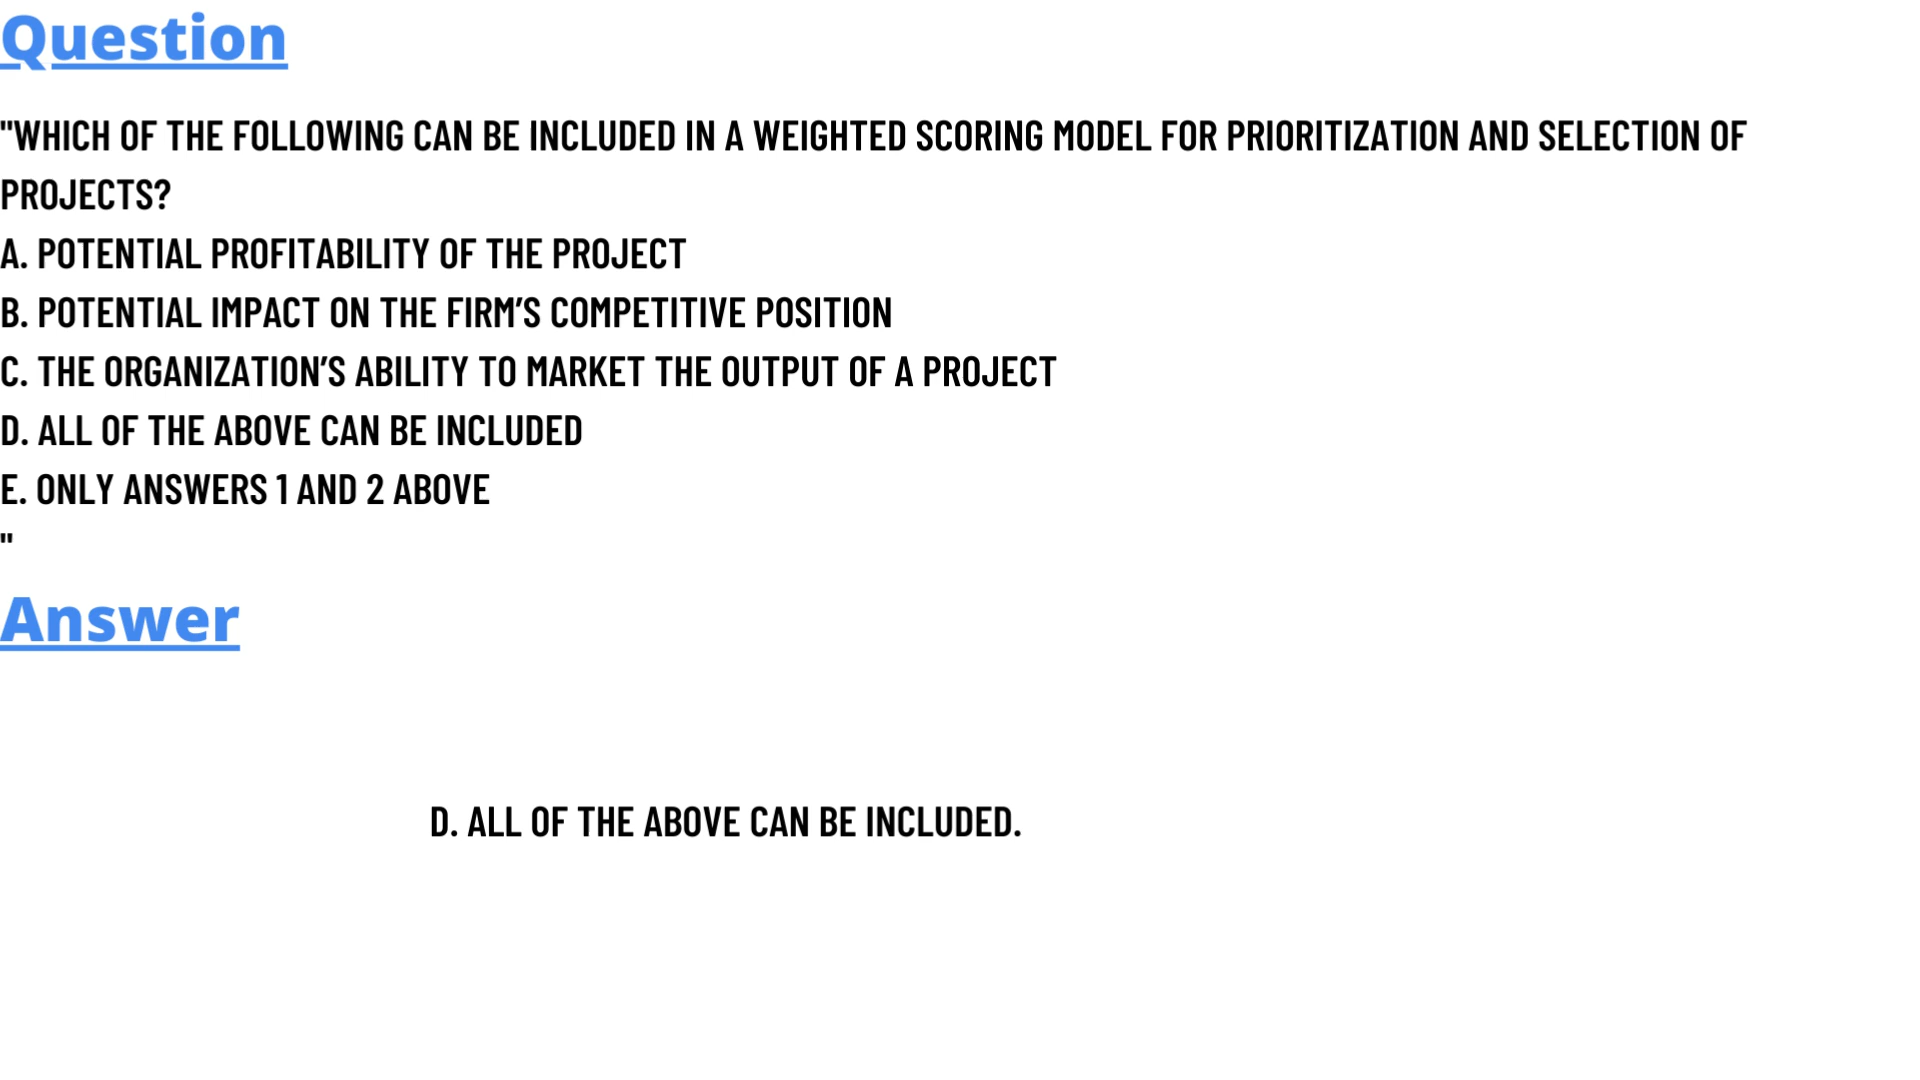 Question
"WHICH OF THE FOLLOWING CAN BE INCLUDED IN A WEIGHTED SCORING MODEL FOR PRIORITIZATION AND SELECTION OF
PROJECTS?
A. POTENTIAL PROFITABILITY OF THE PROJECT
B. POTENTIAL IMPACT ON THE FIRM’S COMPETITIVE POSITION
C. THE ORGANIZATION’S ABILITY TO MARKET THE OUTPUT OF A PROJECT
D. ALL OF THE ABOVE CAN BE INCLUDED
E. ONLY ANSWERS 1 AND 2 ABOVE
"
Answer
D. ALL OF THE ABOVE CAN BE INCLUDED.